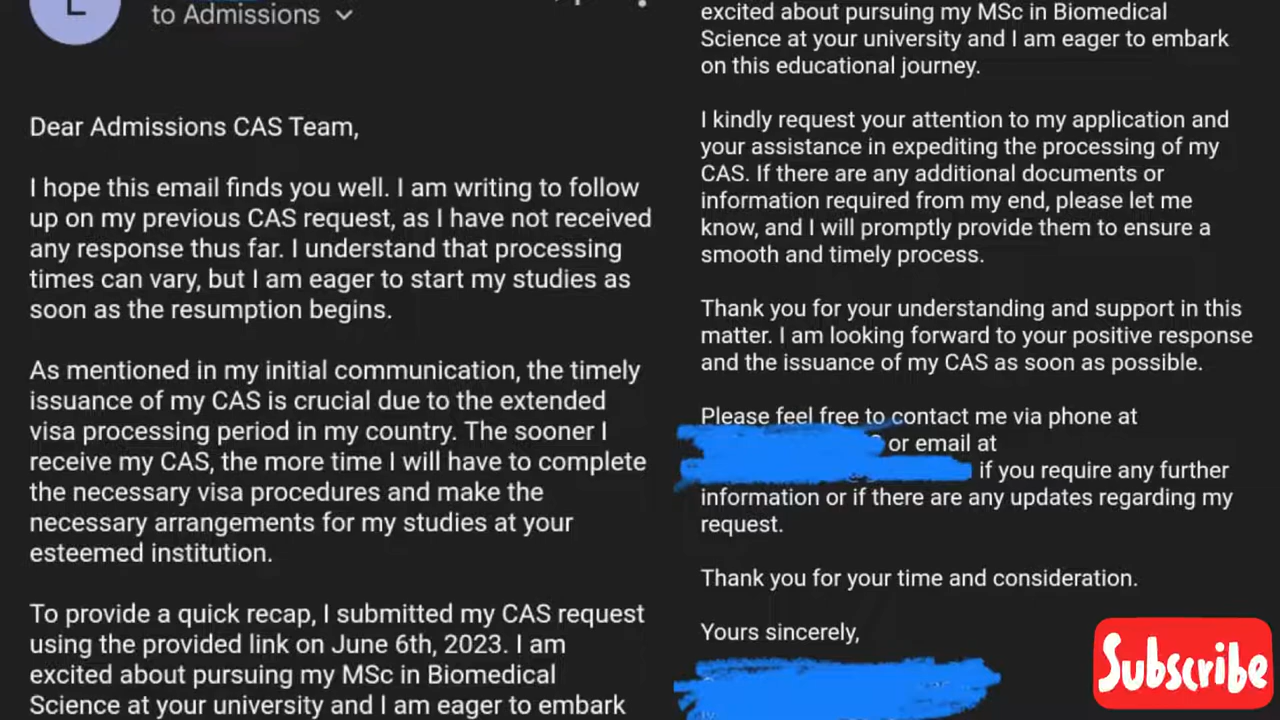 L
to Admissions
Dear Admissions CAS Team,
I hope this email finds you well. I am writing to follow
up on my previous CAS request, as I have not received
any response thus far. I understand that processing
times can vary, but I am eager to start my studies as
soon as the resumption begins.
As mentioned in my initial communication, the timely
issuance of my CAS is crucial due to the extended
visa processing period in my country. The sooner I
receive my CAS, the more time I will have to complete
the necessary visa procedures and make the
necessary arrangements for my studies at your
esteemed institution.
To provide a quick recap, I submitted my CAS request
using the provided link on June 6th, 2023. I am
excited about pursuing my MSc in Biomedical
Science at your university and I am eager to embark
excited about pursuing my MSc in Biomedical
Science at your university and I am eager to embark
on this educational journey.
I kindly request your attention to my application and
your assistance in expediting the processing of my
CAS. If there are any additional documents or
information required from my end, please let me
know, and I will promptly provide them to ensure a
smooth and timely process.
Thank you for your understanding and support in this
matter. I am looking forward to your positive response
and the issuance of my CAS as soon as possible.
Please feel free to contact me via phone at
or email at
if you require any further
information or if there are any updates regarding my
request.
Thank you for your time and consideration.
Yours sincerely,
Subscribe